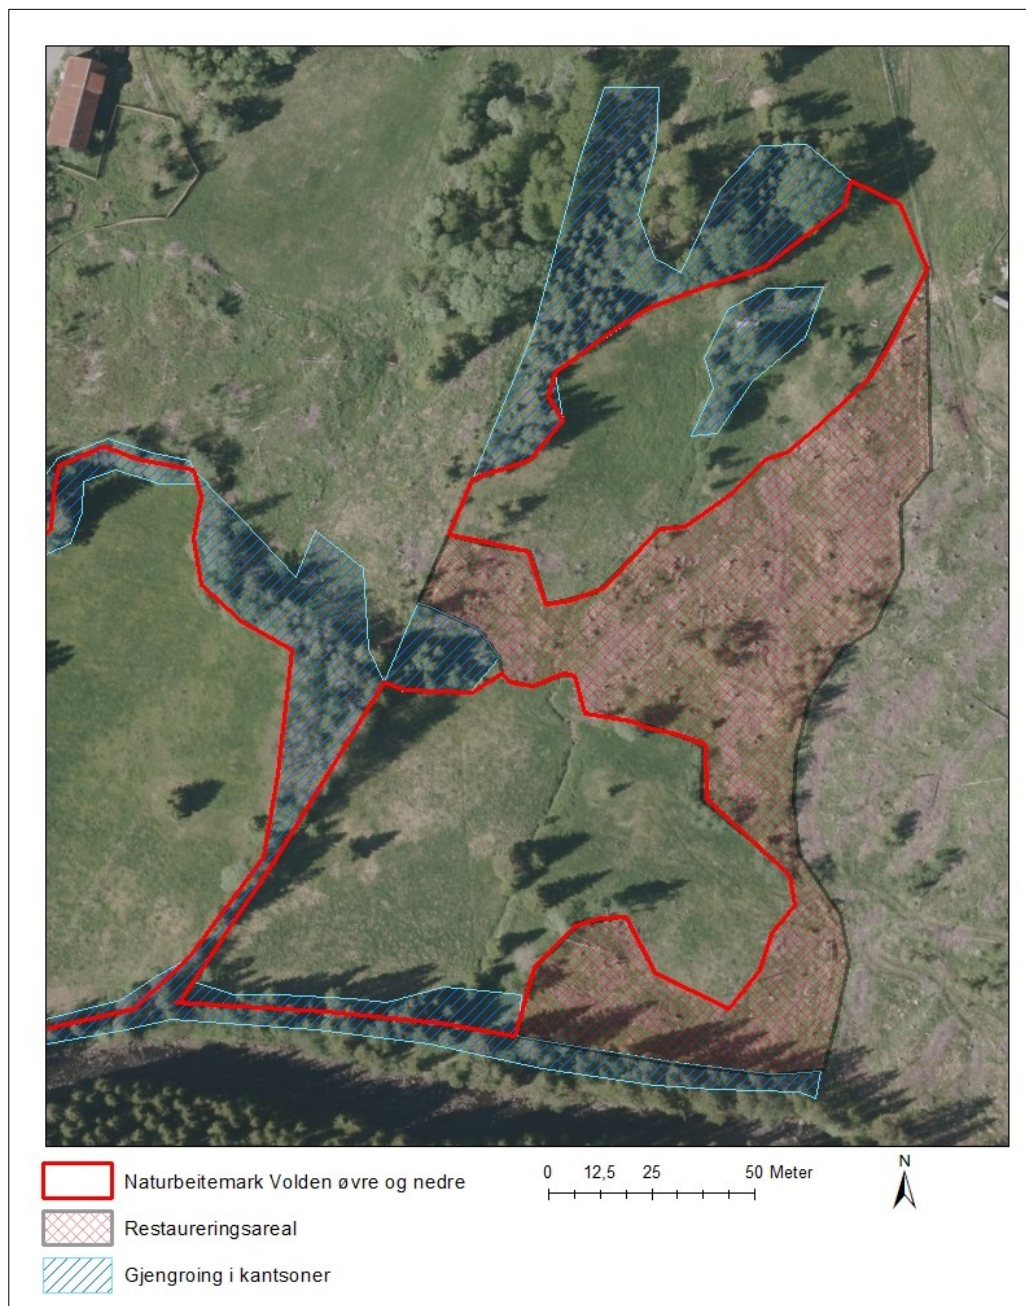 Naturbeitemark Volden øvre og nedre
Restaureringsareal
Gjengroing i kantsoner
0 12,5 25 50 Meter
N